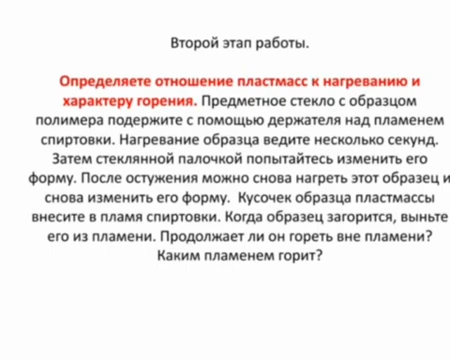 Второй этап работы.
Определяете отношение пластмасс к нагреванию и
характеру горения. Предметное стекло с образцом
полимера подержите с помощью держателя над пламенем
спиртовки. Нагревание образца ведите несколько секунд.
Затем стеклянной палочкой попытайтесь изменить его
форму. После остужения можно снова нагреть этот образец и
снова изменить его форму. Кусочек образца пластмассы
внесите в пламя спиртовки. Когда образец загорится, выньте
его из пламени. Продолжает ли он гореть вне пламени?
Каким пламенем горит?